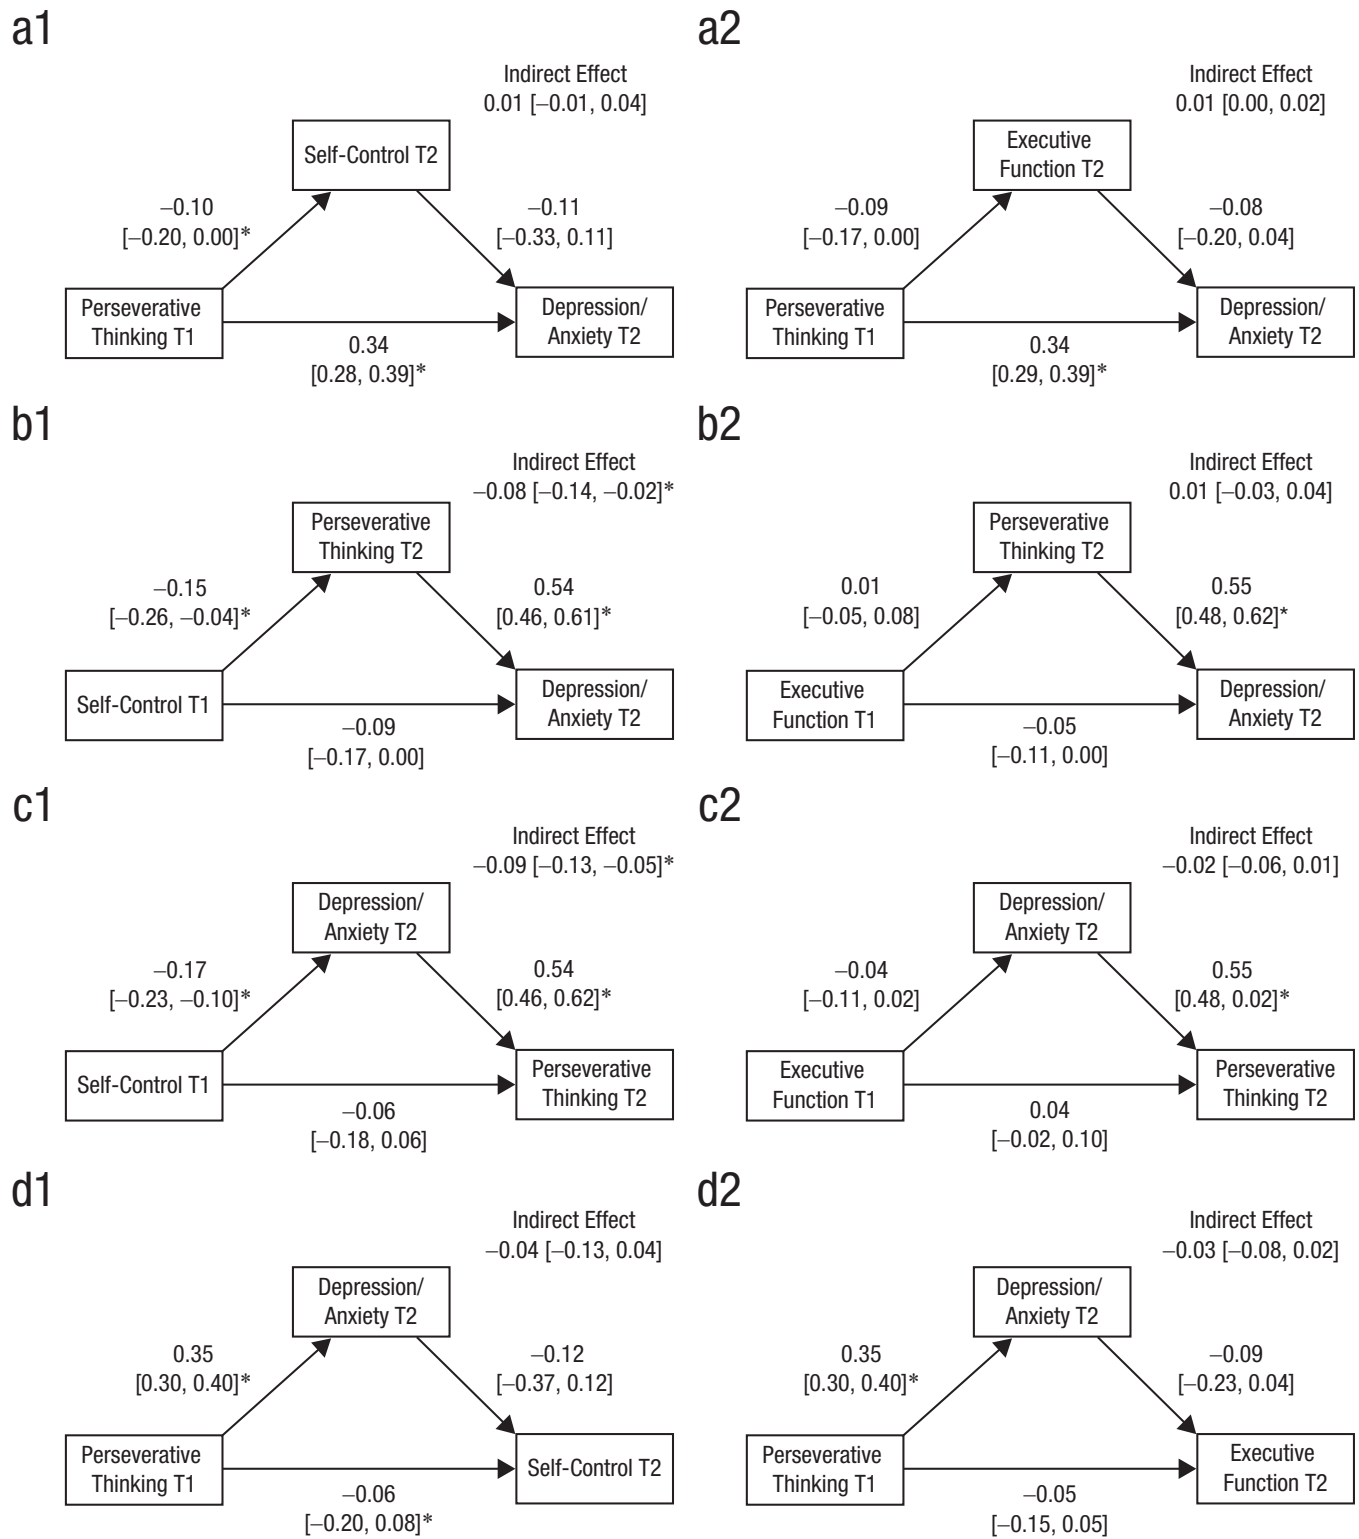 a1
Indirect Effect
0.01 [−0.01, 0.04]
Self-Control T2
−0.10
[−0.20, 0.00]*
−0.11
[−0.33, 0.11]
Perseverative
Thinking T1
Depression/
Anxiety T2
0.34
[0.28, 0.39]*
a2
Indirect Effect
0.01 [0.00, 0.02]
Executive
Function T2
−0.09
[−0.17, 0.00]
−0.08
[−0.20, 0.04]
Perseverative
Thinking T1
Depression/
Anxiety T2
0.34
[0.29, 0.39]*
b1
Indirect Effect
−0.08 [−0.14, −0.02]*
Perseverative
Thinking T2
−0.15
[−0.26, −0.04]*
0.54
[0.46, 0.61]*
Self-Control T1
Depression/
Anxiety T2
−0.09
[−0.17, 0.00]
b2
Indirect Effect
0.01 [−0.03, 0.04]
Perseverative
Thinking T2
0.01
[−0.05, 0.08]
0.55
[0.48, 0.62]*
Executive
Function T1
Depression/
Anxiety T2
−0.05
[−0.11, 0.00]
c1
Indirect Effect
−0.09 [−0.13, −0.05]*
Depression/
Anxiety T2
−0.17
[−0.23, −0.10]*
0.54
[0.46, 0.62]*
Self-Control T1
Perseverative
Thinking T2
−0.06
[−0.18, 0.06]
c2
Indirect Effect
−0.02 [−0.06, 0.01]
Depression/
Anxiety T2
−0.04
[−0.11, 0.02]
0.55
[0.48, 0.02]*
Executive
Function T1
Perseverative
Thinking T2
0.04
[−0.02, 0.10]
d1
Indirect Effect
−0.04 [−0.13, 0.04]
Depression/
Anxiety T2
0.35
[0.30, 0.40]*
−0.12
[−0.37, 0.12]
Perseverative
Thinking T1
Self-Control T2
−0.06
[−0.20, 0.08]*
d2
Indirect Effect
−0.03 [−0.08, 0.02]
Depression/
Anxiety T2
0.35
[0.30, 0.40]*
−0.09
[−0.23, 0.04]
Perseverative
Thinking T1
Executive
Function T2
−0.05
[−0.15, 0.05]